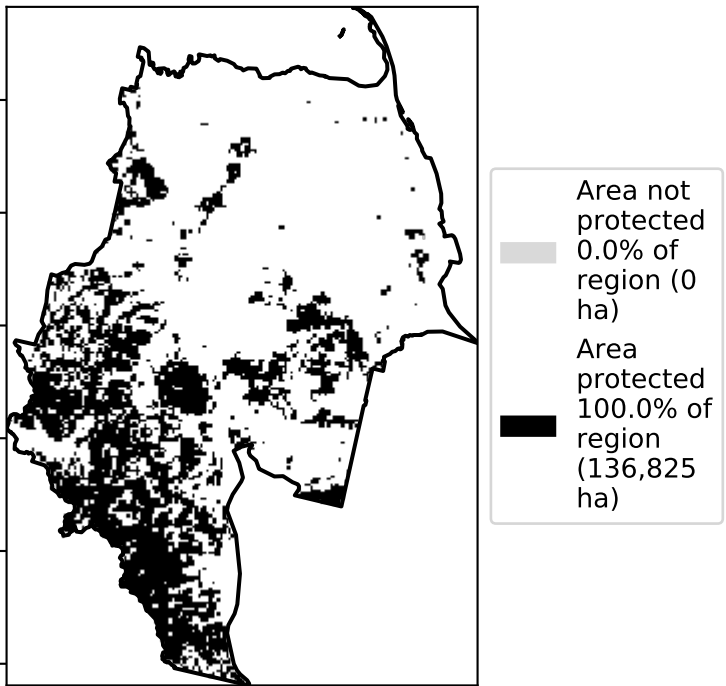 Area not
protected
0.0% of
region (0
ha)
Area
protected
100.0% of
region
(136,825
ha)